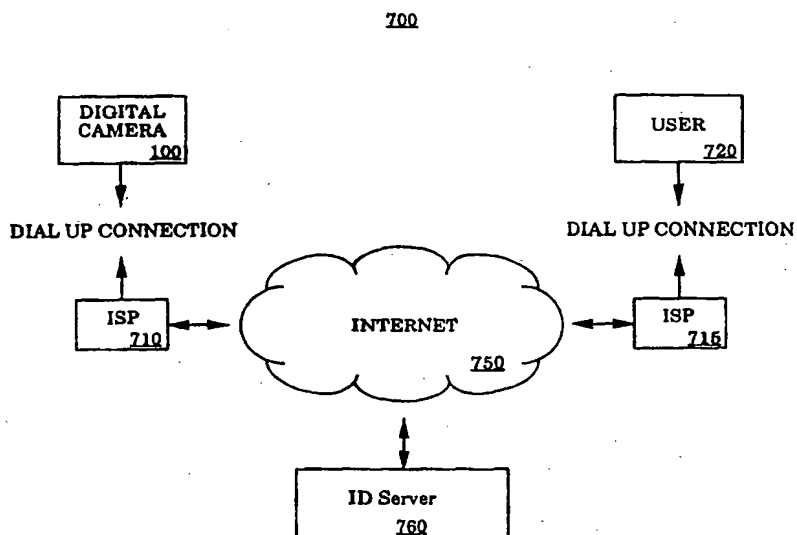 700
DIGITAL
CAMERA
100
USER
720
DIAL UP CONNECTION
DIAL UP CONNECTION
ISP
710
INTERNET
750
ISP
715
ID Server
760